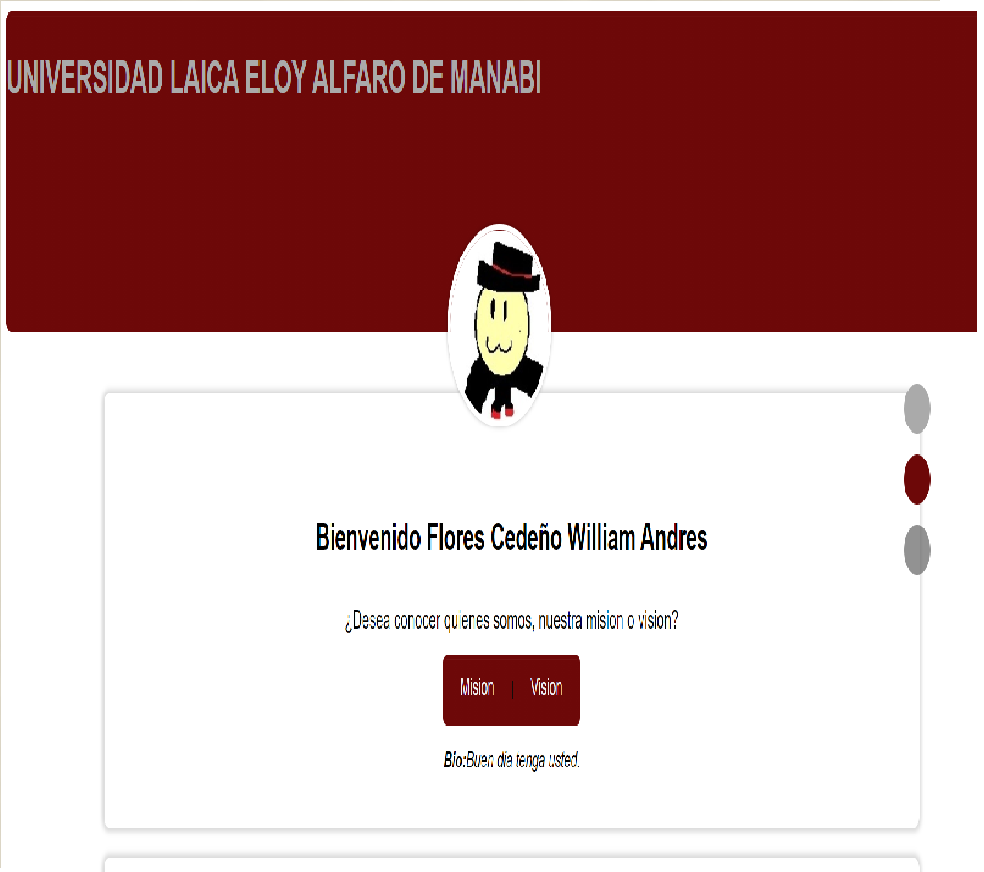 UNIVERSIDAD LAICA ELOY ALFARO DE MANABI
Bienvenido Flores Cedeño William Andres
¿Desea conocer quienes somos, nuestra mision o vision?
Mision | Vision
Bio:Buen dia tenga usted.